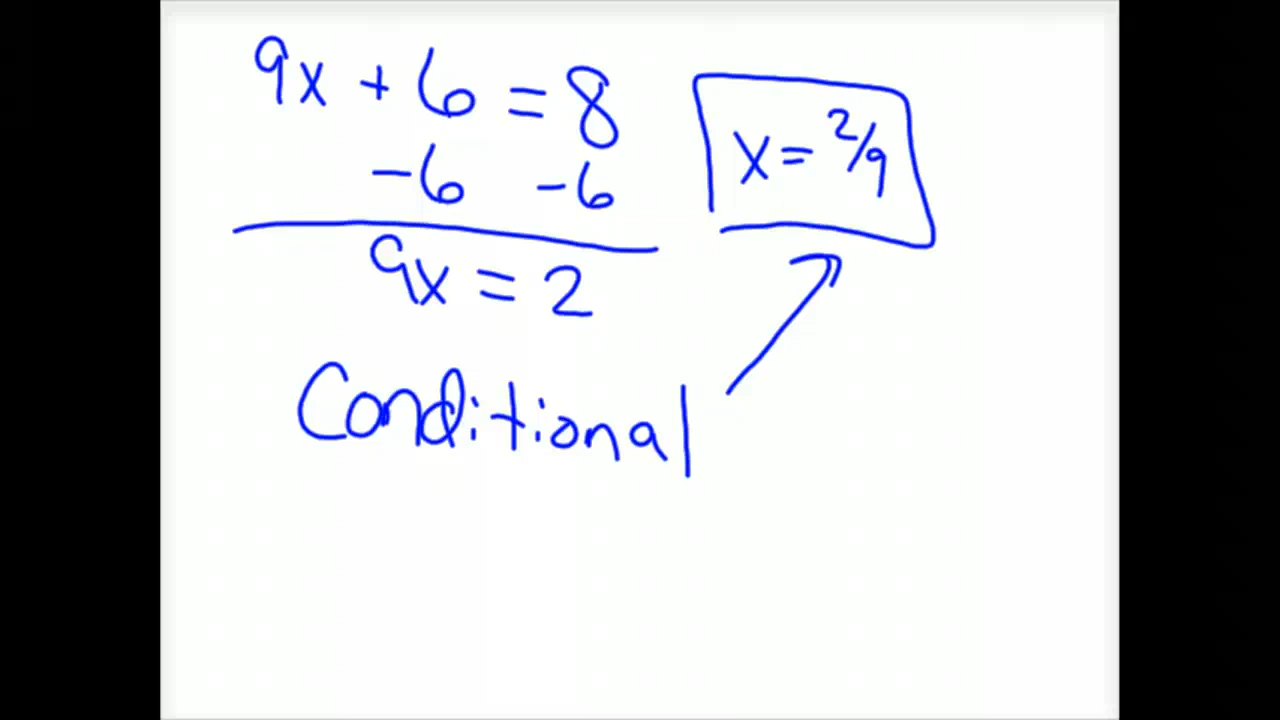 9x + 6 = 8
-6 -6
9x = 2
x = 2/9
Conditional